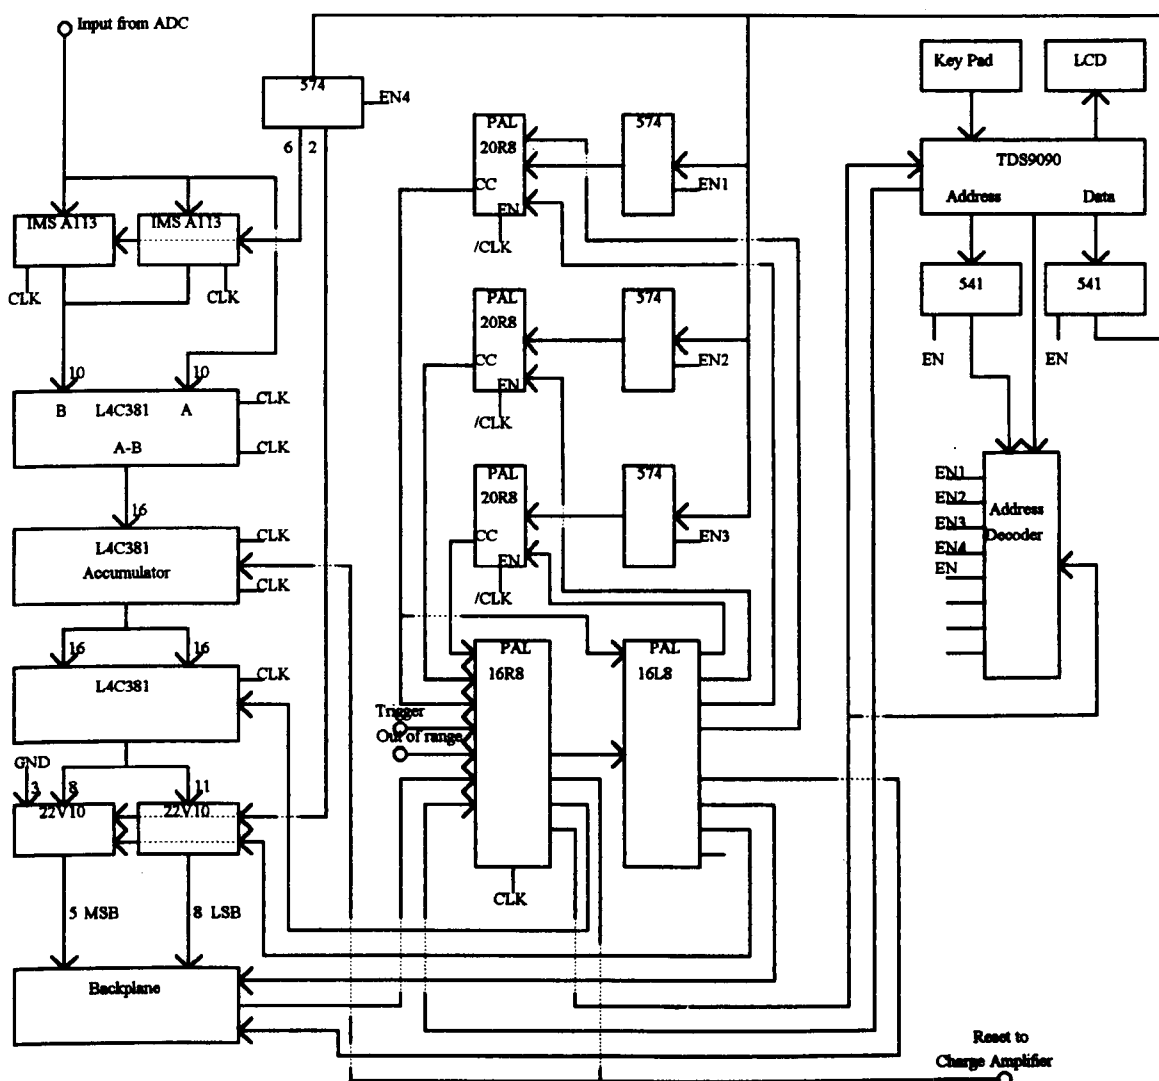 Input from ADC
574
EN4
6 2
IMS A113
IMS A113
CLK
CLK
10
10
B L4C381 A
A-B
CLK
CLK
16
L4C381
Accumulator
CLK
CLK
16
16
L4C381
CLK
GND
3 8
11
22V10
22V10
5 MSB
8 LSB
Backplane
PAL
20R8
CC
EN
/CLK
574
EN1
PAL
20R8
CC
EN
/CLK
574
EN2
PAL
20R8
CC
EN
/CLK
574
EN3
PAL
16R8
CLK
PAL
16L8
Trigger
Out of range
Key Pad
LCD
TDS9090
Address
Data
541
541
EN
EN
EN1
EN2
EN3
EN4
EN
Address
Decoder
Reset to
Charge Amplifier